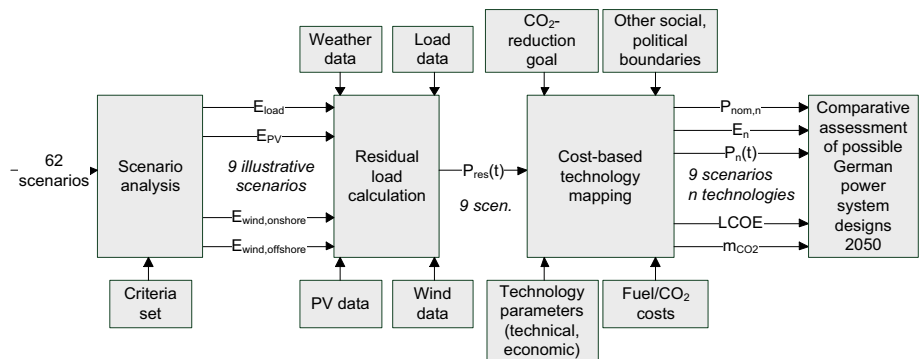 Weather
data
Load
data
CO2-
reduction
goal
Other social,
political
boundaries
62
scenarios
Scenario
analysis
Criteria
set
Eload
EPV
9 illustrative
scenarios
Ewind,onshore
Ewind,offshore
Residual
load
calculation
PV data
Wind
data
Pres(t)
9 scen.
Cost-based
technology
mapping
Technology
parameters
(technical,
economic)
Fuel/CO2
costs
Pnom,n
En
Pn(t)
9 scenarios
n technologies
LCOE
mCO2
Comparative
assessment
of possible
German
power
system
designs
2050